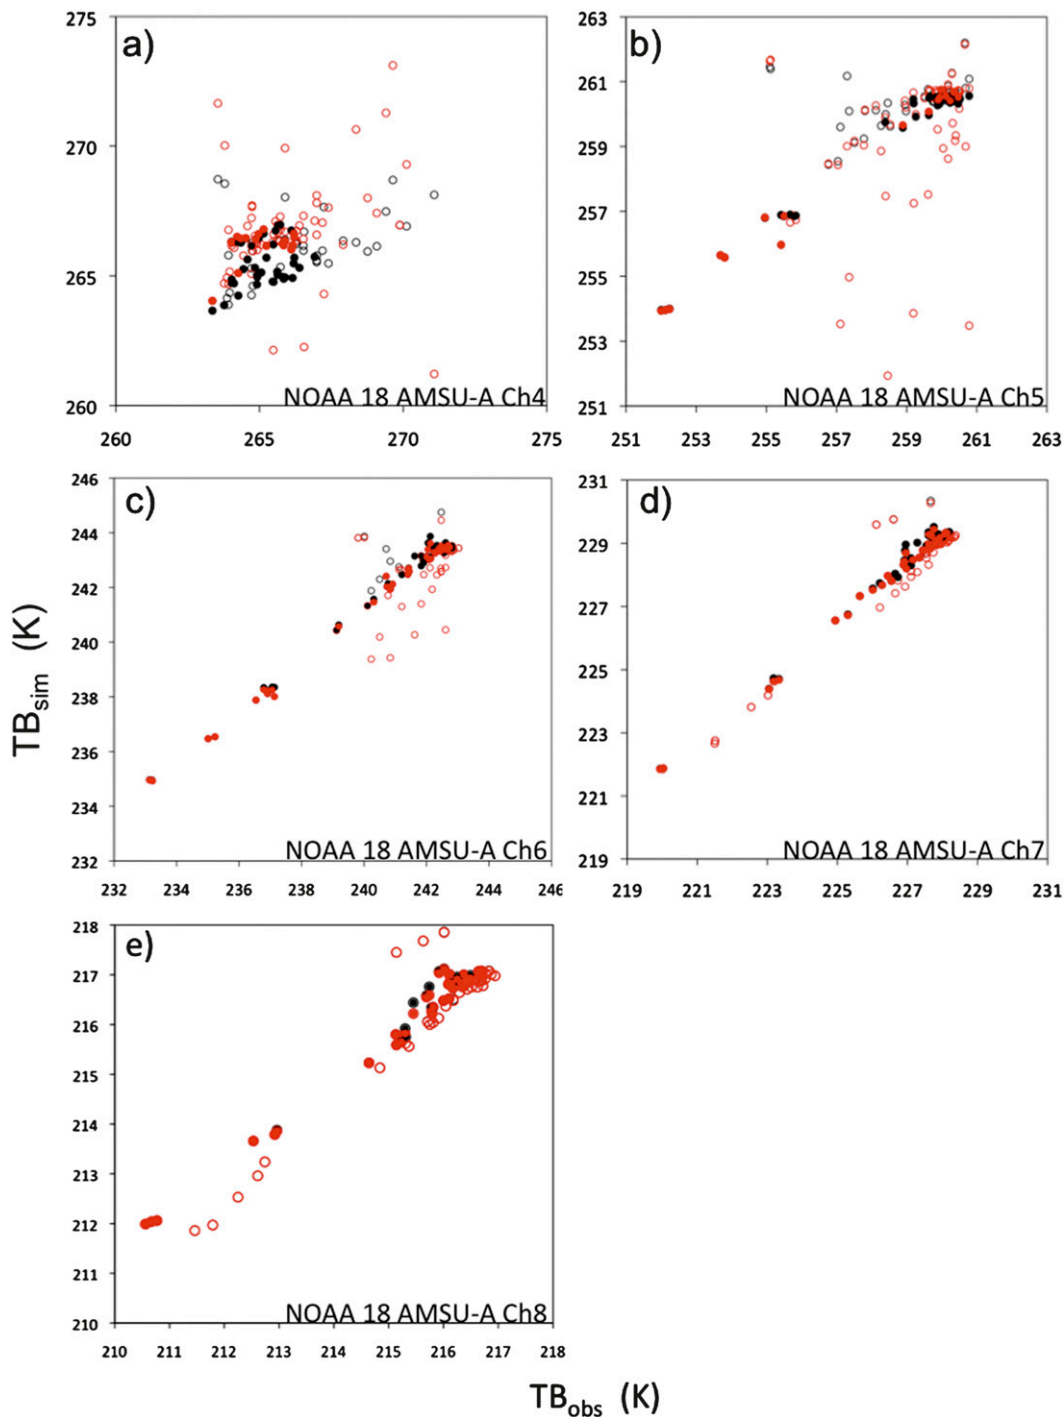 275
270
265
260
a)
NOAA 18 AMSU-A Ch4
260 265 270 275
263
261
259
257
255
253
251
b)
NOAA 18 AMSU-A Ch5
251 253 255 257 259 261 263
246
244
242
240
238
236
234
232
c)
NOAA 18 AMSU-A Ch6
232 234 236 238 240 242 244 246
231
229
227
225
223
221
219
d)
NOAA 18 AMSU-A Ch7
219 221 223 225 227 229 231
218
217
216
215
214
213
212
211
210
e)
NOAA 18 AMSU-A Ch8
210 211 212 213 214 215 216 217 218
TBsim (K)
TBobs (K)